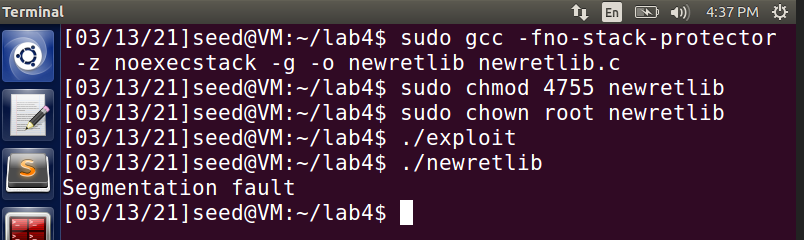 Terminal
En
4:37 PM
[03/13/21]seed@VM:~/lab4$ sudo gcc -fno-stack-protector
 -z noexecstack -g -o newretlib newretlib.c
[03/13/21]seed@VM:~/lab4$ sudo chmod 4755 newretlib
[03/13/21]seed@VM:~/lab4$ sudo chown root newretlib
[03/13/21]seed@VM:~/lab4$ ./exploit
[03/13/21]seed@VM:~/lab4$ ./newretlib
Segmentation fault
[03/13/21]seed@VM:~/lab4$